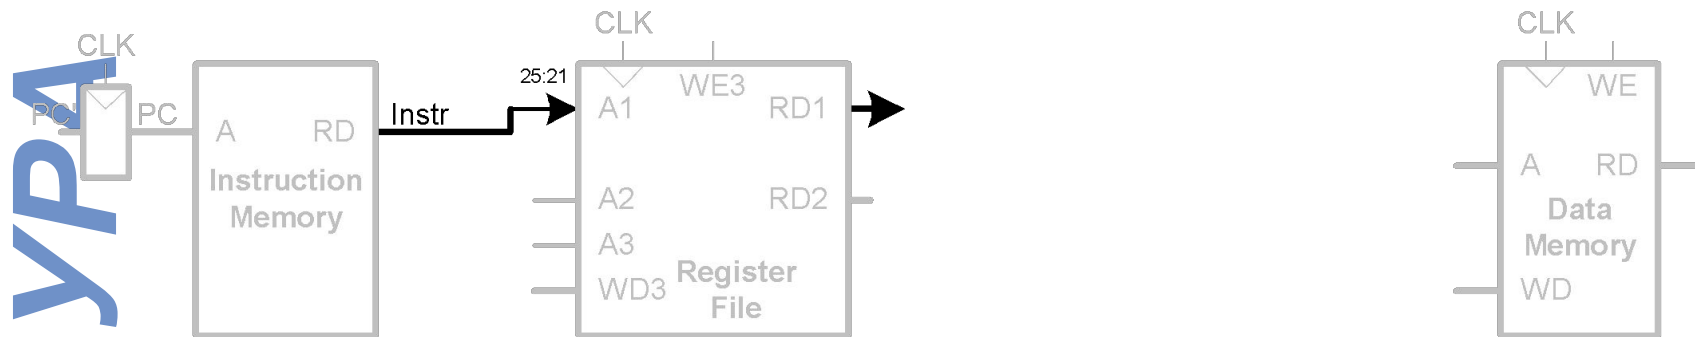 УРА
CLK
PC'
PC
A
RD
Instruction
Memory
Instr
25:21
CLK
WE3
A1
RD1
A2
RD2
A3
WD3
Register
File
CLK
WE
A
RD
Data
Memory
WD